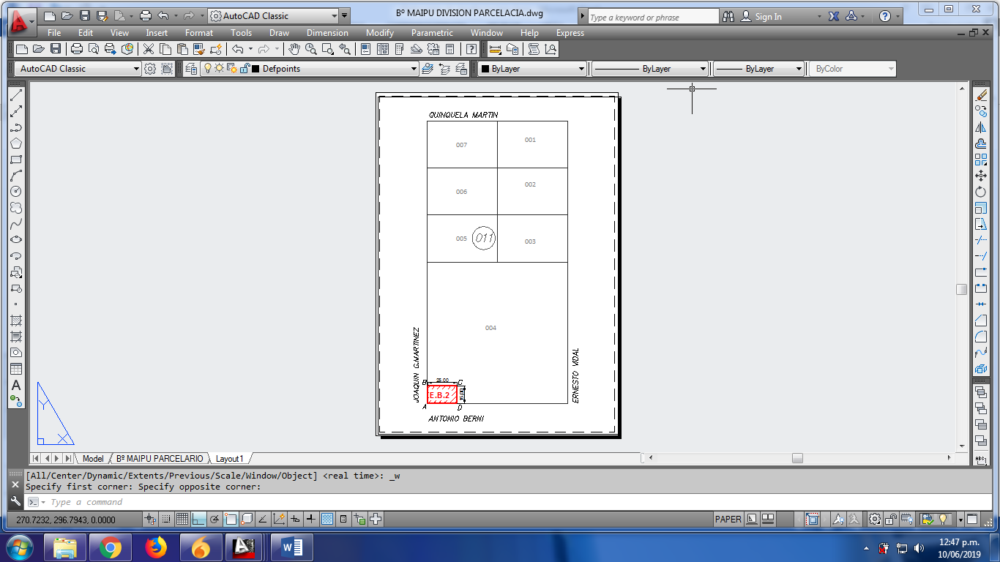 AutoCAD Classic
Bº MAIPU DIVISION PARCELACIA.dwg
Type a keyword or phrase
Sign In
File Edit View Insert Format Tools Draw Dimension Modify Parametric Window Help Express
AutoCAD Classic
Defpoints
ByLayer
ByLayer
ByLayer
ByColor
QUINQUELA MARTIN
007
001
006
002
005
011
003
004
JOAQUIN G.MARTINEZ
ERNESTO VIDAL
B
25.00
C
E.B.2
15.00
A
D
ANTONIO BERNI
Y
X
Model
Bº MAIPU PARCELARIO
Layout1
[All/Center/Dynamic/Extents/Previous/Scale/Window/Object] <real time>: _w
Specify first corner: Specify opposite corner:
Type a command
270.7232, 296.7943, 0.0000
PAPER
12:47 p.m.
10/06/2019